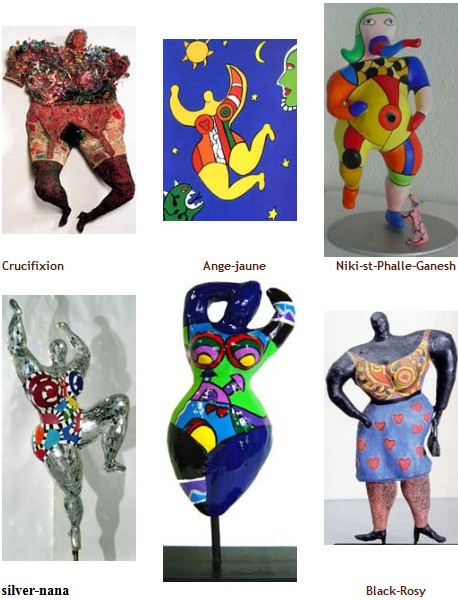 Crucifixion
Ange-jaune
Niki-st-Phalle-Ganesh
silver-nana
Black-Rosy